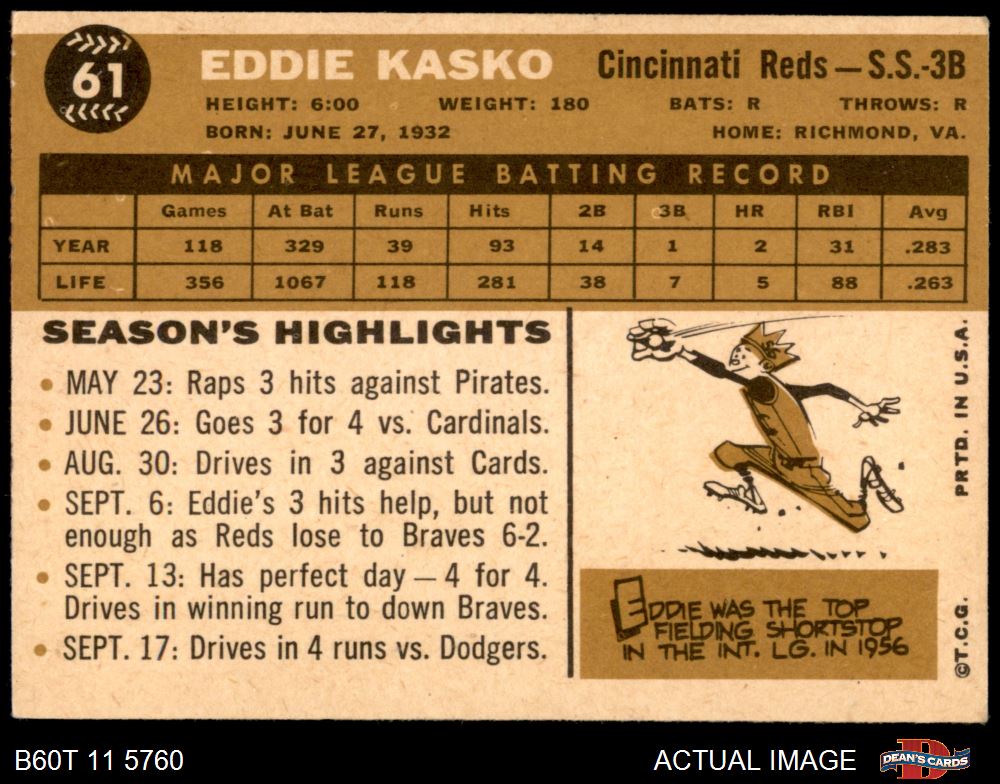 61
EDDIE KASKO Cincinnati Reds — S.S.-3B
HEIGHT: 6:00 WEIGHT: 180 BATS: R THROWS: R
BORN: JUNE 27, 1932 HOME: RICHMOND, VA.
MAJOR LEAGUE BATTING RECORD
Games At Bat Runs Hits 2B 3B HR RBI Avg
YEAR 118 329 39 93 14 1 2 31 .283
LIFE 356 1067 118 281 38 7 5 88 .263
SEASON'S HIGHLIGHTS
• MAY 23: Raps 3 hits against Pirates.
• JUNE 26: Goes 3 for 4 vs. Cardinals.
• AUG. 30: Drives in 3 against Cards.
• SEPT. 6: Eddie's 3 hits help, but not
enough as Reds lose to Braves 6-2.
• SEPT. 13: Has perfect day — 4 for 4.
Drives in winning run to down Braves.
• SEPT. 17: Drives in 4 runs vs. Dodgers.
56
EDDIE WAS THE TOP
FIELDING SHORTSTOP
IN THE INT. LG. IN 1956
©T.C.G. PRTD. IN U.S.A.
B60T 11 5760 ACTUAL IMAGE DEAN'S CARDS